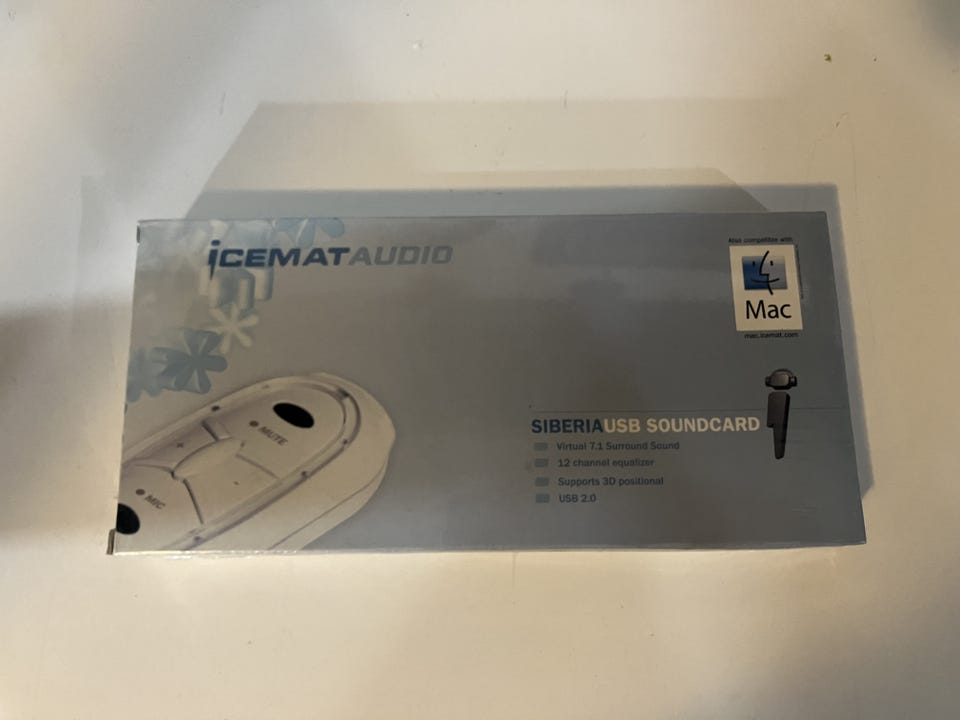 iCEMATAUDIO
Also compatible with
Mac
mac.icemat.com
SIBERIAUSB SOUNDCARD
Virtual 7.1 Surround Sound
12 channel equalizer
Supports 3D positional
USB 2.0
MUTE
+
MIC